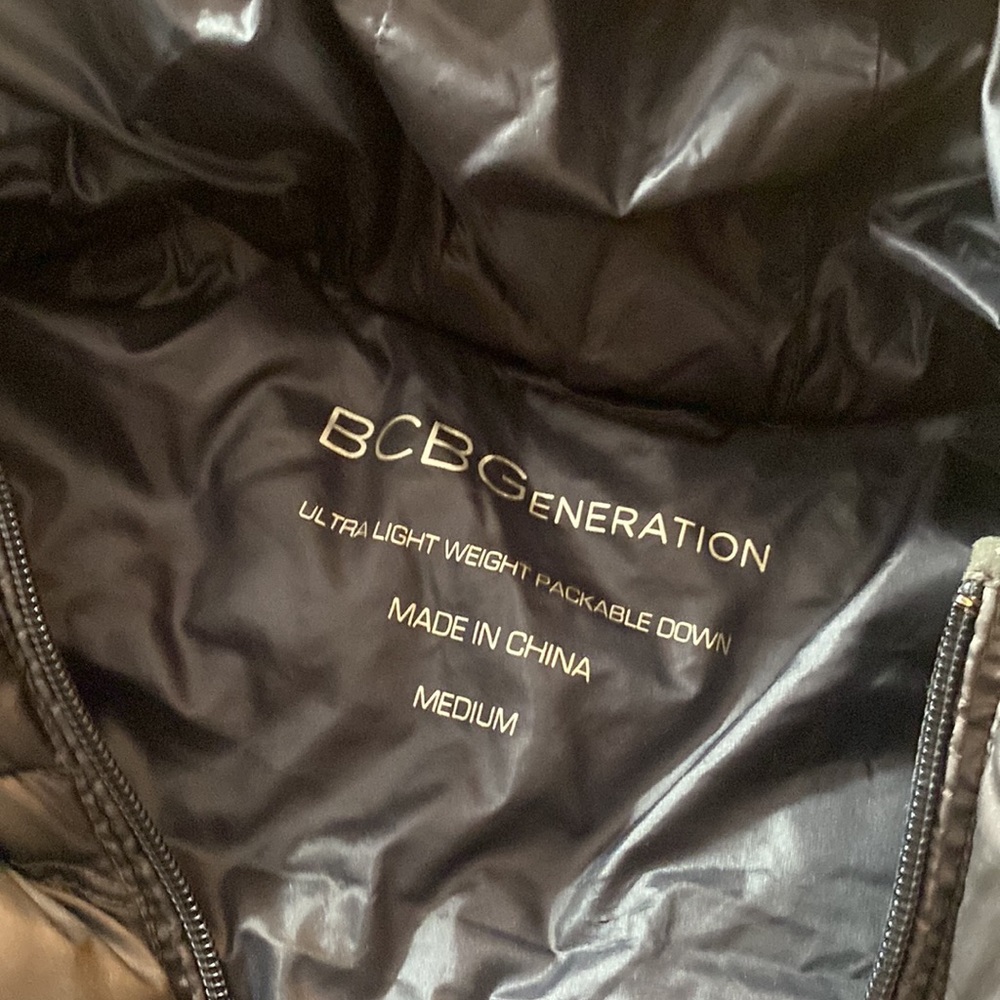 BCBGENERATION
ULTRA LIGHT WEIGHT PACKABLE DOWN
MADE IN CHINA
MEDIUM